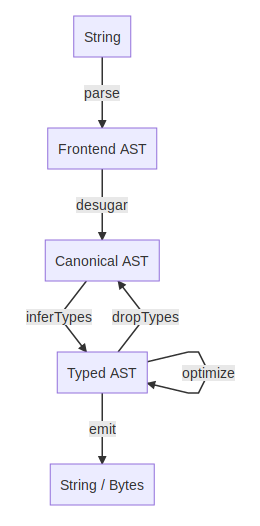 String
parse
Frontend AST
desugar
Canonical AST
inferTypes dropTypes
Typed AST
optimize
emit
String / Bytes